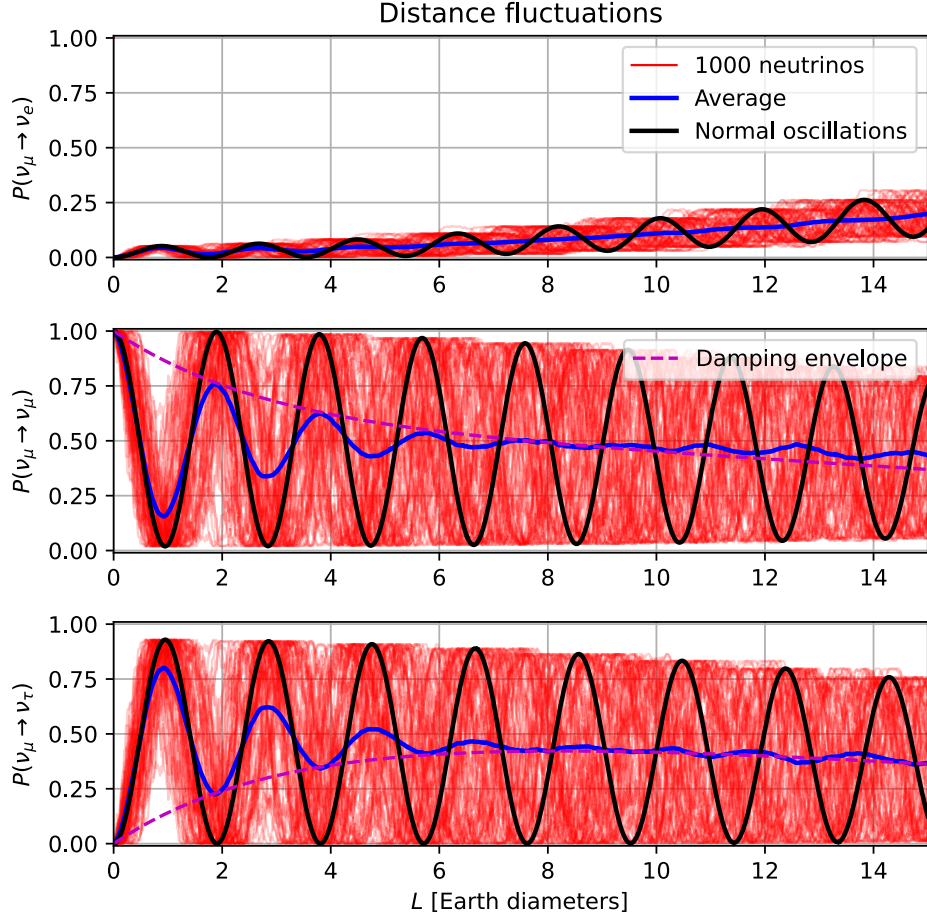 Distance fluctuations
P(ν_μ → ν_e)
1.00
0.75
0.50
0.25
0.00
1000 neutrinos
Average
Normal oscillations
0 2 4 6 8 10 12 14
P(ν_μ → ν_μ)
1.00
0.75
0.50
0.25
0.00
Damping envelope
0 2 4 6 8 10 12 14
P(ν_μ → ν_τ)
1.00
0.75
0.50
0.25
0.00
0 2 4 6 8 10 12 14
L [Earth diameters]